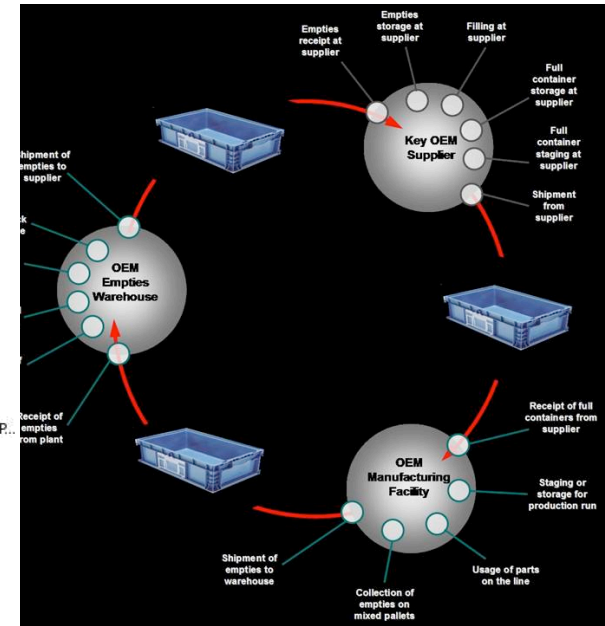 Empties
receipt at
supplier
Empties
storage at
supplier
Filling at
supplier
Full
container
storage at
supplier
Full
container
staging at
supplier
Shipment
from
supplier
Key OEM
Supplier
Shipment of
empties to
supplier
OEM
Empties
Warehouse
Receipt of
empties
from plant
P...
Receipt of full
containers from
supplier
OEM
Manufacturing
Facility
Staging or
storage for
production run
Usage of parts
on the line
Collection of
empties on
mixed pallets
Shipment of
empties to
warehouse